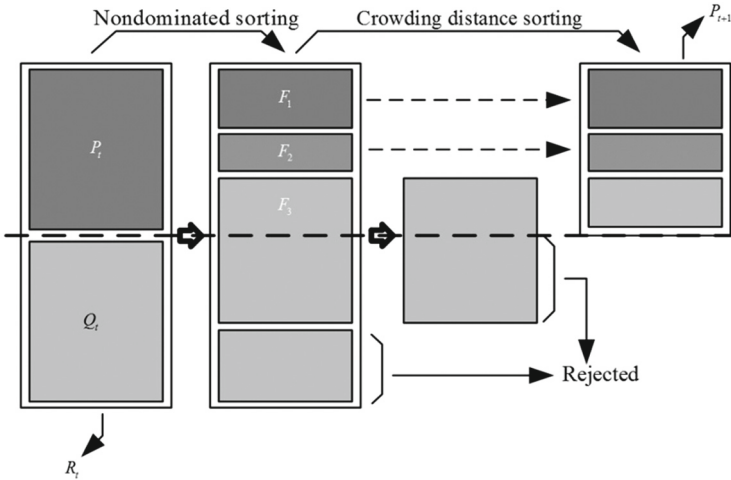 Nondominated sorting
Crowding distance sorting
P_{t+1}
P_t
F_1
F_2
F_3
Q_t
Rejected
R_t